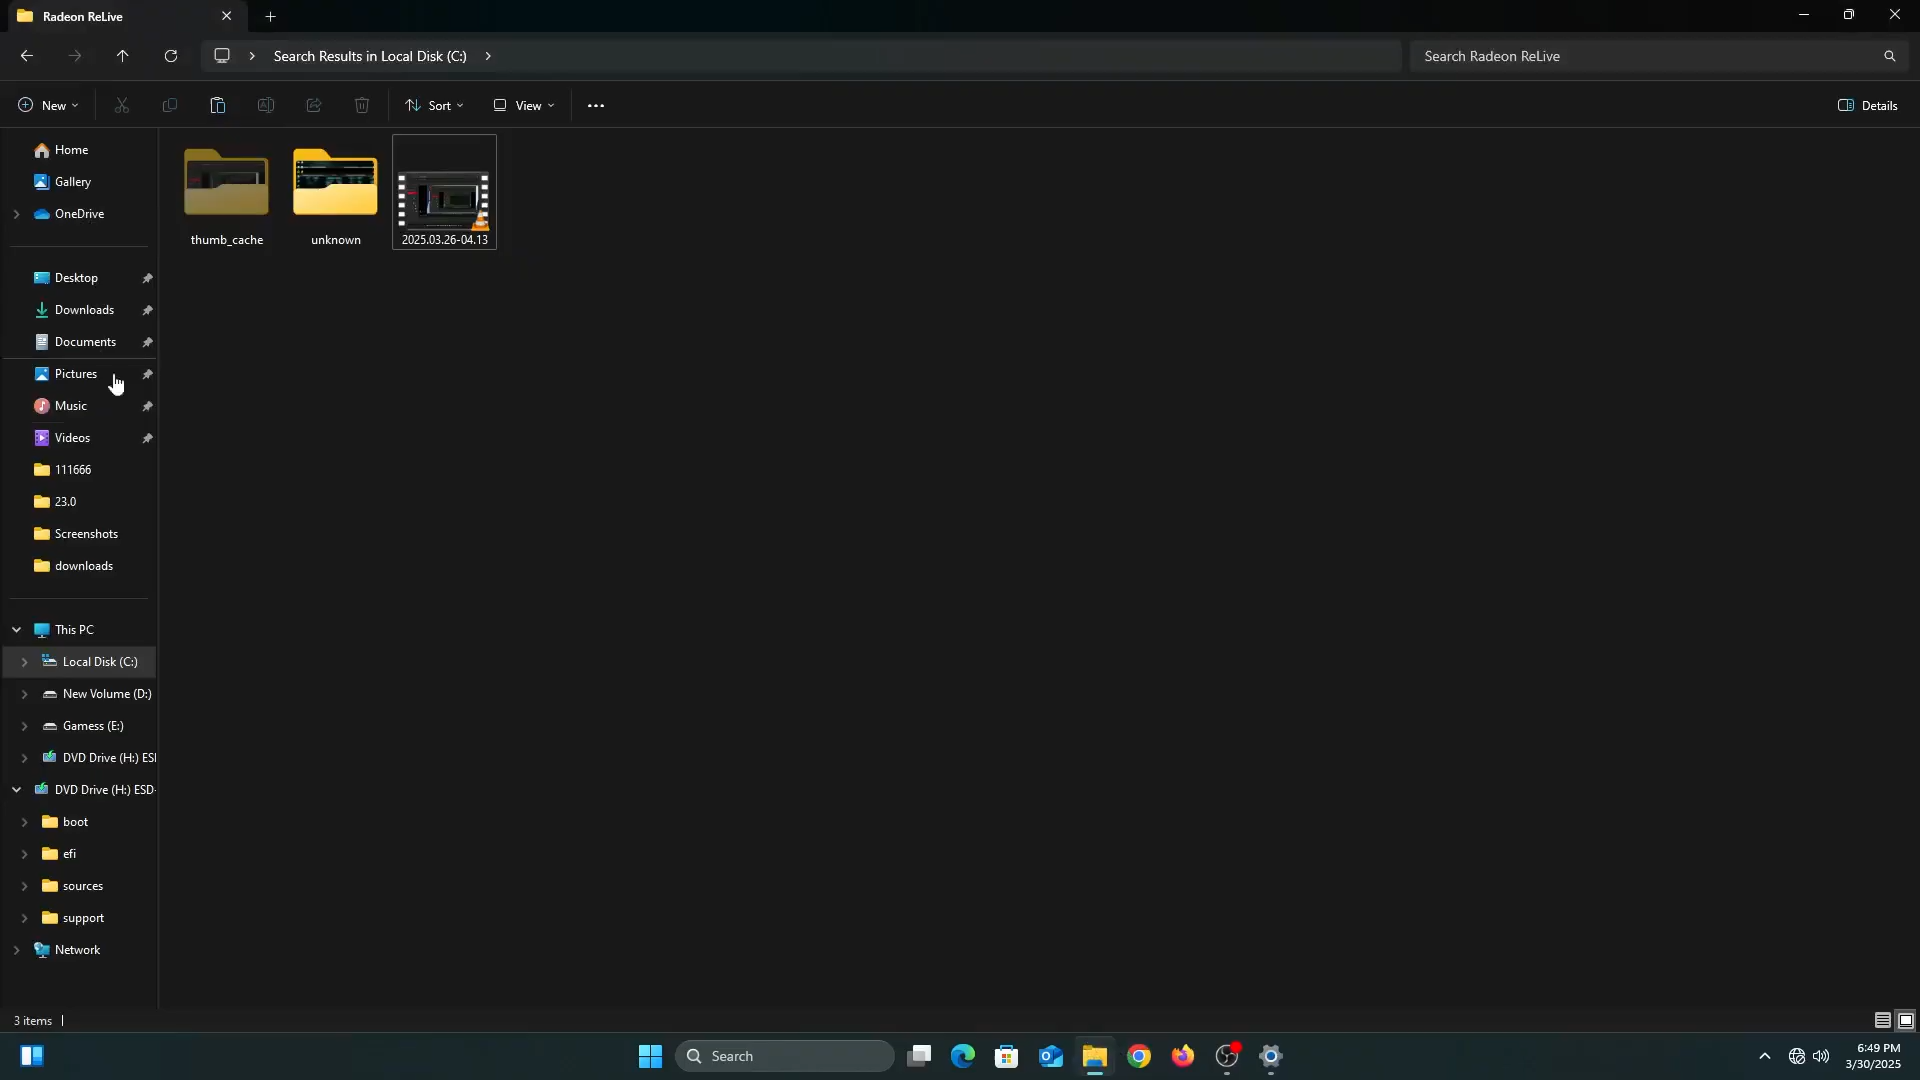 Radeon ReLive
Search Results in Local Disk (C:)
Search Radeon ReLive
New
Sort
View
Details
Home
Gallery
OneDrive
Desktop
Downloads
Documents
Pictures
Music
Videos
111666
23.0
Screenshots
downloads
This PC
Local Disk (C:)
New Volume (D:)
Gamess (E:)
DVD Drive (H:) ESI
DVD Drive (H:) ESD-
boot
efi
sources
support
Network
thumb_cache
unknown
2025.03.26-04.13
3 items
Search
6:49 PM
3/30/2025